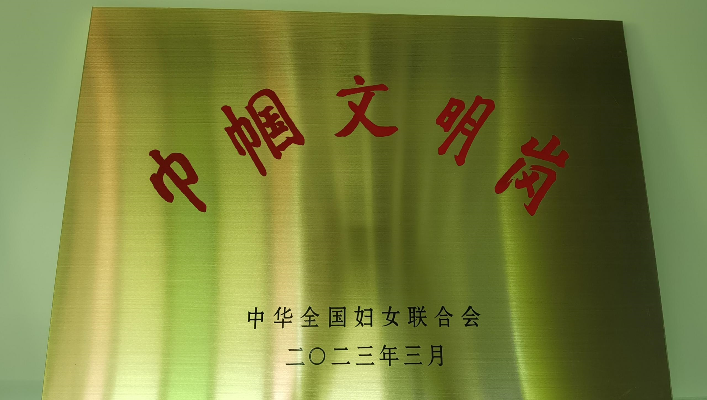 巾帼文明岗
中华全国妇女联合会
二〇二三年三月